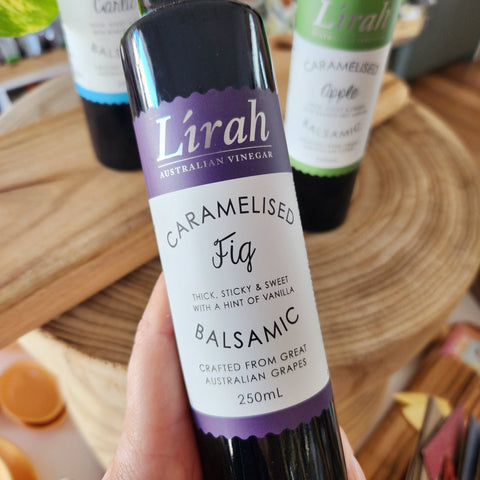 Lírah
AUSTRALIAN VINEGAR
CARAMELISED
Fig
THICK, STICKY & SWEET
WITH A HINT OF VANILLA
BALSAMIC
CRAFTED FROM GREAT
AUSTRALIAN GRAPES
250mL
Garlic
Lírah
CARAMELISED
Apple
BALSAMIC